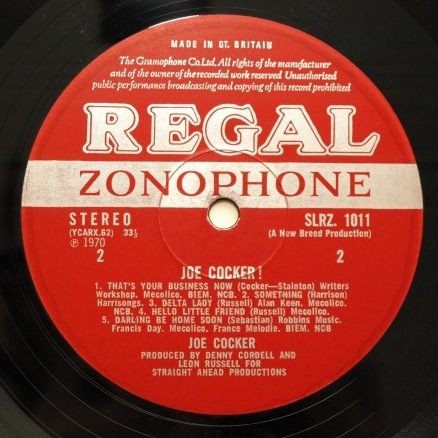 MADE IN GT. BRITAIN
The Gramophone Co. Ltd. All rights of the manufacturer
and of the owner of the recorded work reserved Unauthorised
public performance broadcasting and copying of this record prohibited
REGAL
ZONOPHONE
STEREO
(YCARX.62) 33⅓
℗ 1970
2
SLRZ. 1011
(A New Breed Production)
2
JOE COCKER!
1. THAT'S YOUR BUSINESS NOW (Cocker—Stainton) Writers
Workshop. Mecolico. BIEM. NCB. 2. SOMETHING (Harrison)
Harrisongs. 3. DELTA LADY (Russell) Alan Keen. Mecolico.
NCB. 4. HELLO LITTLE FRIEND (Russell) Mecolico.
5. DARLING BE HOME SOON (Sebastian) Robbins Music.
Francis Day. Mecolico. France Melodie. BIEM. NCB
JOE COCKER
PRODUCED BY DENNY CORDELL AND
LEON RUSSELL FOR
STRAIGHT AHEAD PRODUCTIONS